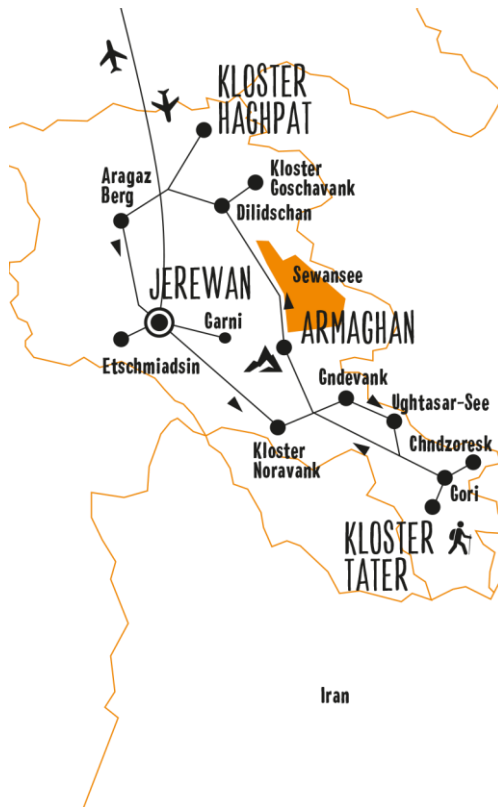 KLOSTER
HAGHPAT
Kloster
Goschavank
Aragaz
Berg
Dilidschan
Sewansee
JEREWAN
Garni
ARMAGHAN
Etschmiadsin
Gndevank
Ughtasar-See
Chndzoresk
Kloster
Noravank
Gori
KLOSTER
TATER
Iran